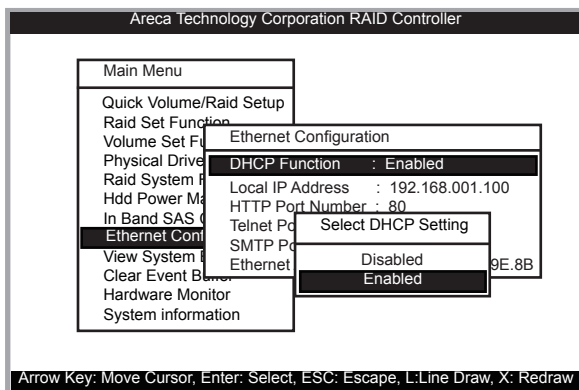 Areca Technology Corporation RAID Controller
Main Menu
Quick Volume/Raid Setup
Raid Set Function
Volume Set Fu
Physical Drive
Raid System F
Hdd Power Ma
In Band SAS
Ethernet Conf
View System E
Clear Event Buffer
Hardware Monitor
System information
Ethernet Configuration
DHCP Function : Enabled
Local IP Address : 192.168.001.100
HTTP Port Number : 80
Telnet Po
SMTP Po
Ethernet 9E.8B
Select DHCP Setting
Disabled
Enabled
Arrow Key: Move Cursor, Enter: Select, ESC: Escape, L:Line Draw, X: Redraw